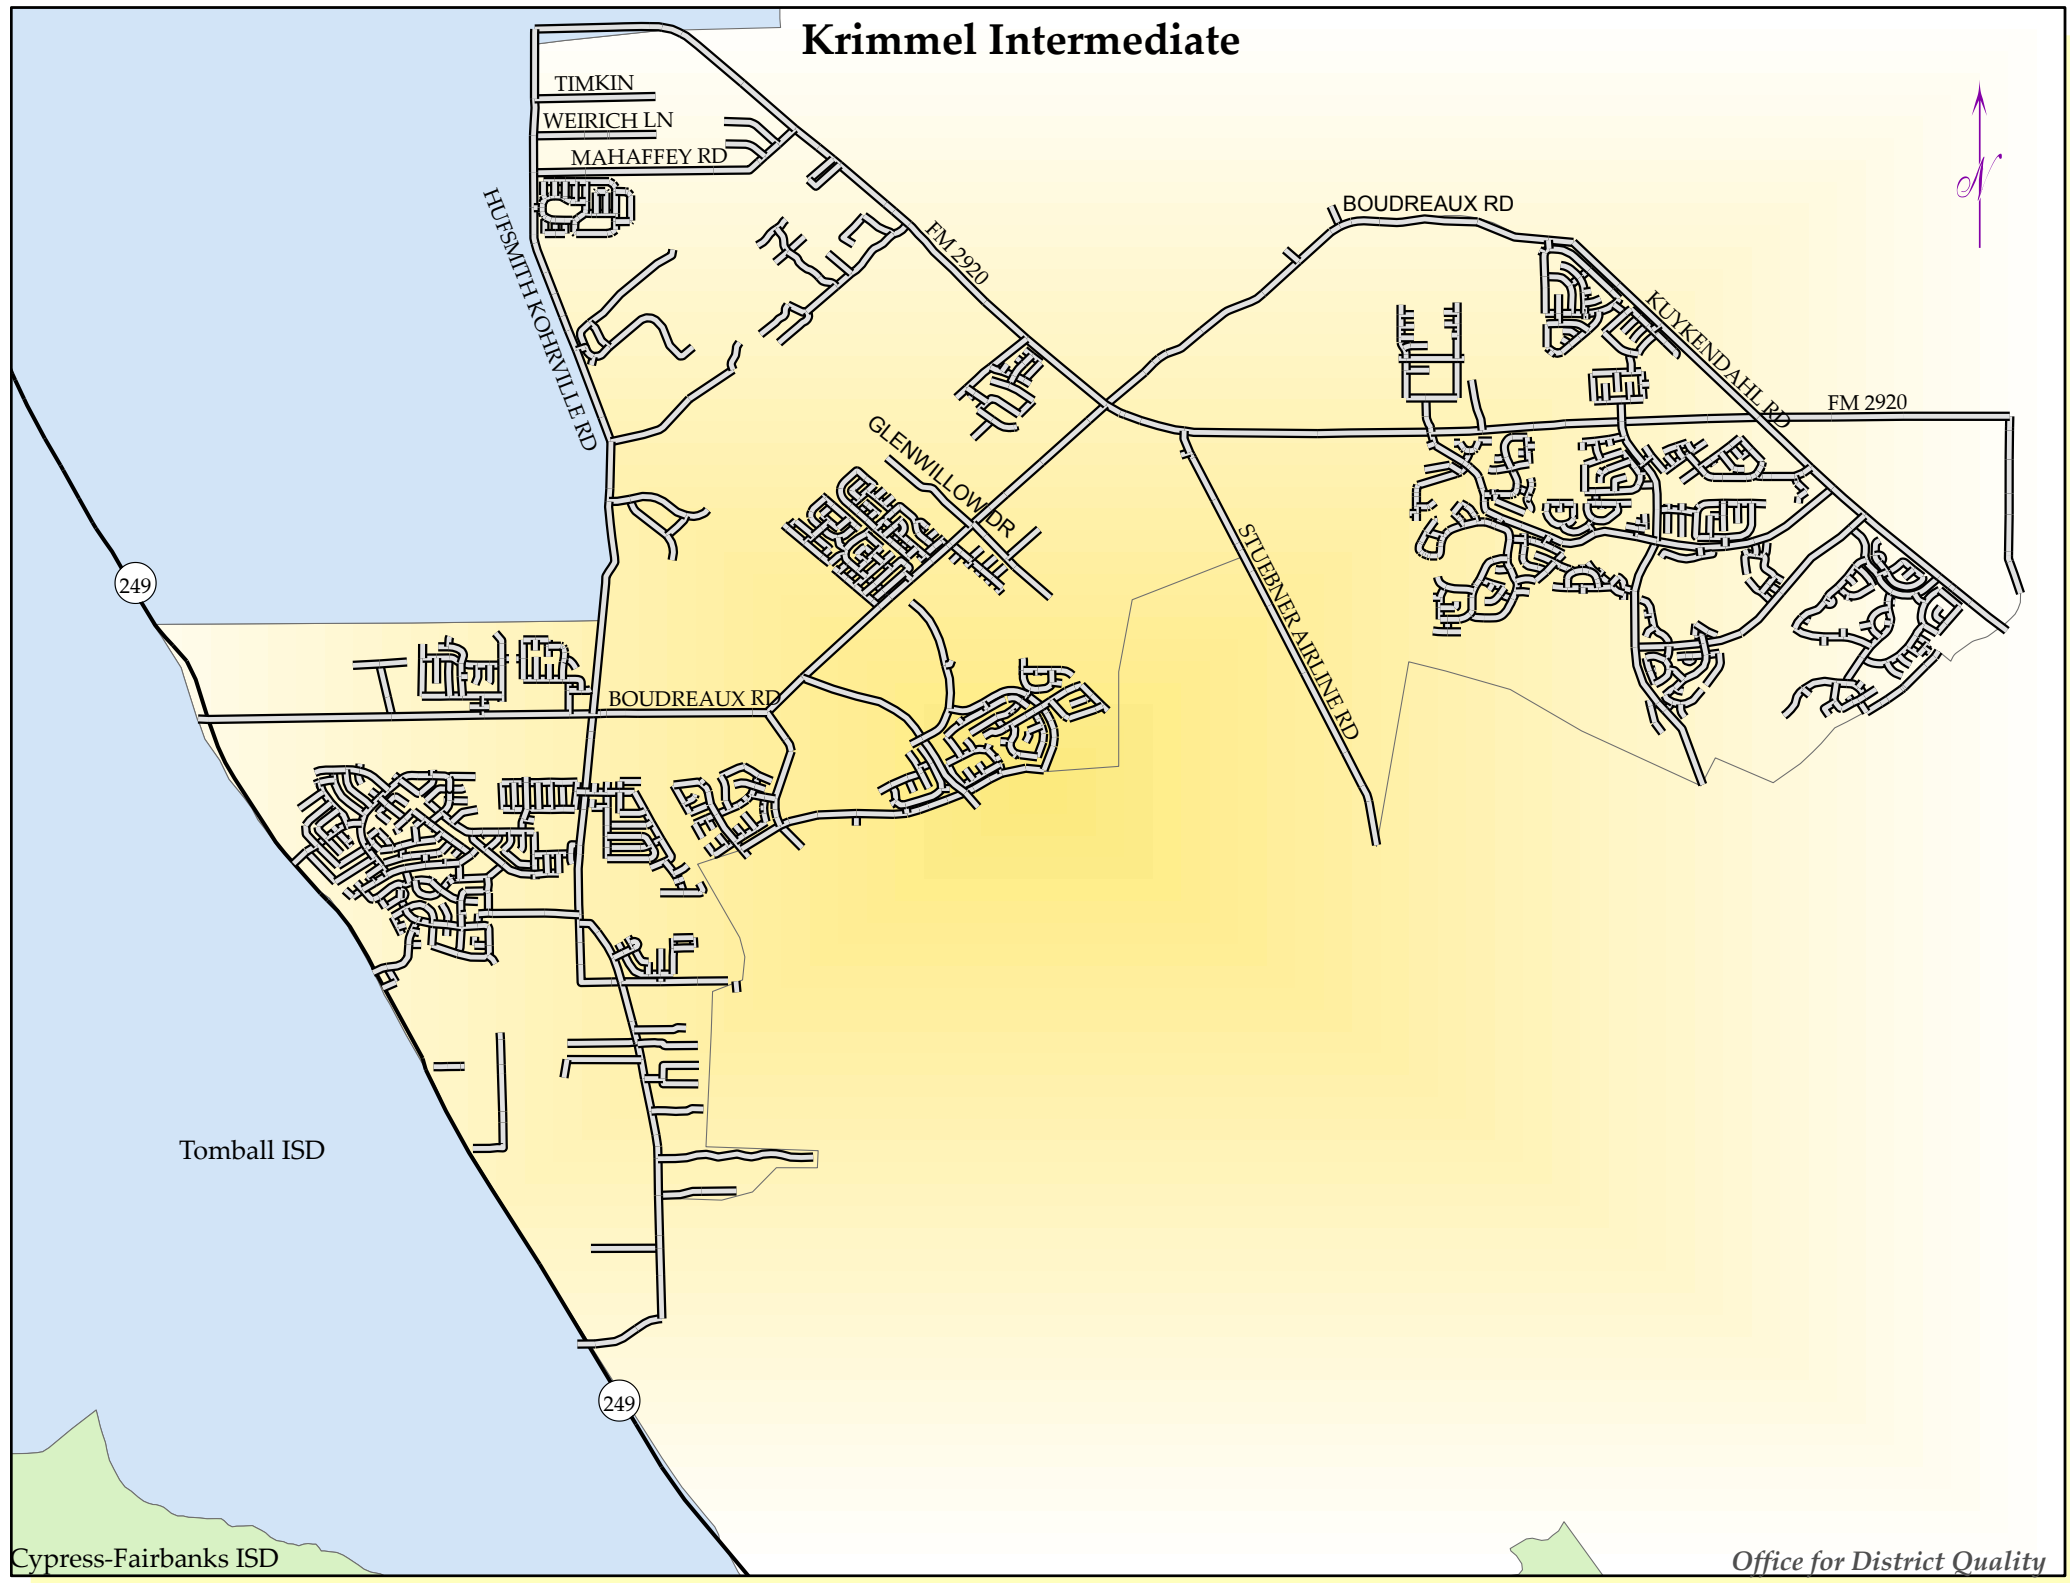 Krimmel Intermediate
TIMKIN
WEIRICH LN
MAHAFFEY RD
HUFSMITH KOHRVILLE RD
FM 2920
BOUDREAUX RD
N
KUYKENDAHL RD
FM 2920
GLENWILLOW DR
STUEBNER AIRLINE RD
249
BOUDREAUX RD
Tomball ISD
249
Cypress-Fairbanks ISD
Office for District Quality